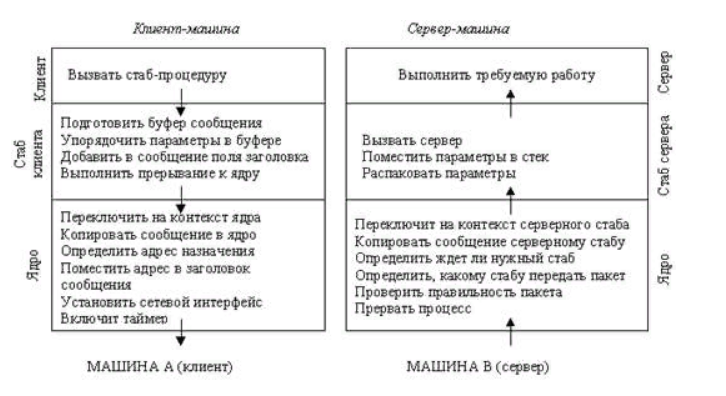 Клиент-машина
Сервер-машина
Клиент
Вызвать стаб-процедуру
Стаб
клиента
Подготовить буфер сообщения
Упорядочить параметры в буфере
Добавить в сообщение поля заголовка
Выполнить прерывание к ядру
Ядро
Переключить на контекст ядра
Копировать сообщение в ядро
Определить адрес назначения
Поместить адрес в заголовок
сообщения
Установить сетевой интерфейс
Включит таймер
МАШИНА А (клиент)
Выполнить требуемую работу
Сервер
Вызвать сервер
Поместить параметры в стек
Распаковать параметры
Стаб сервера
Переключит на контекст серверного стаба
Копировать сообщение серверному стабу
Определить ждет ли нужный стаб
Определить, какому стабу передать пакет
Проверить правильность пакета
Прервать процесс
Ядро
МАШИНА В (сервер)